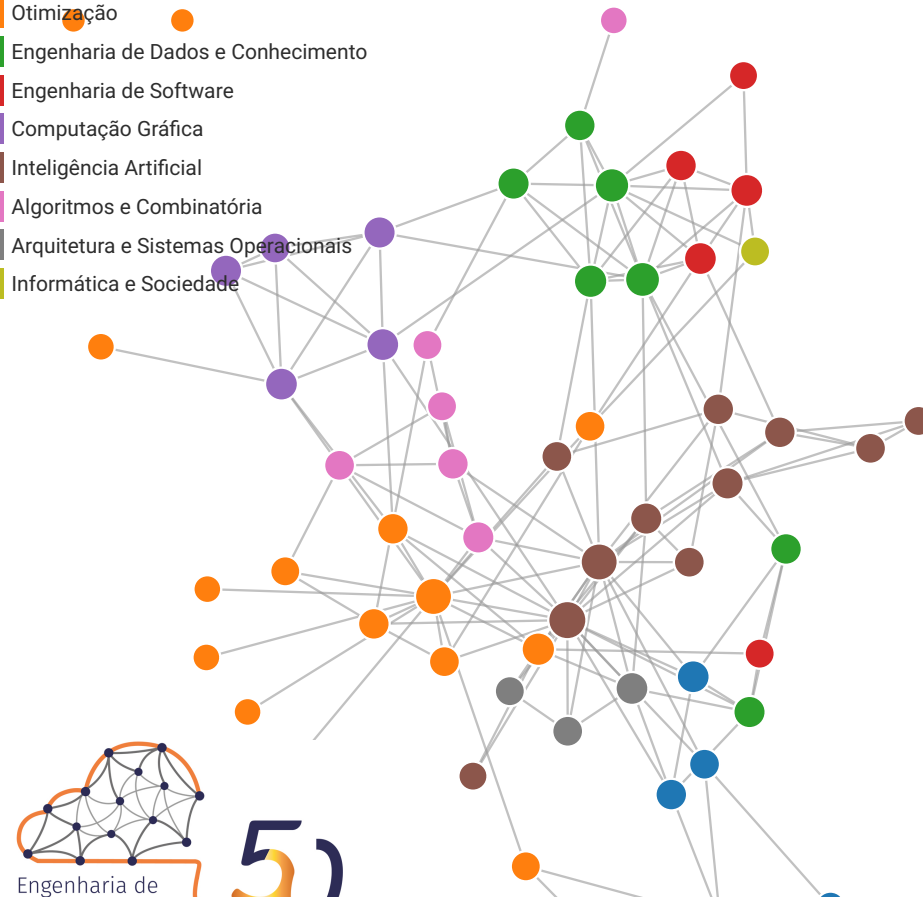 Otimização
Engenharia de Dados e Conhecimento
Engenharia de Software
Computação Gráfica
Inteligência Artificial
Algoritmos e Combinatória
Arquitetura e Sistemas Operacionais
Informática e Sociedade
Engenharia de
5